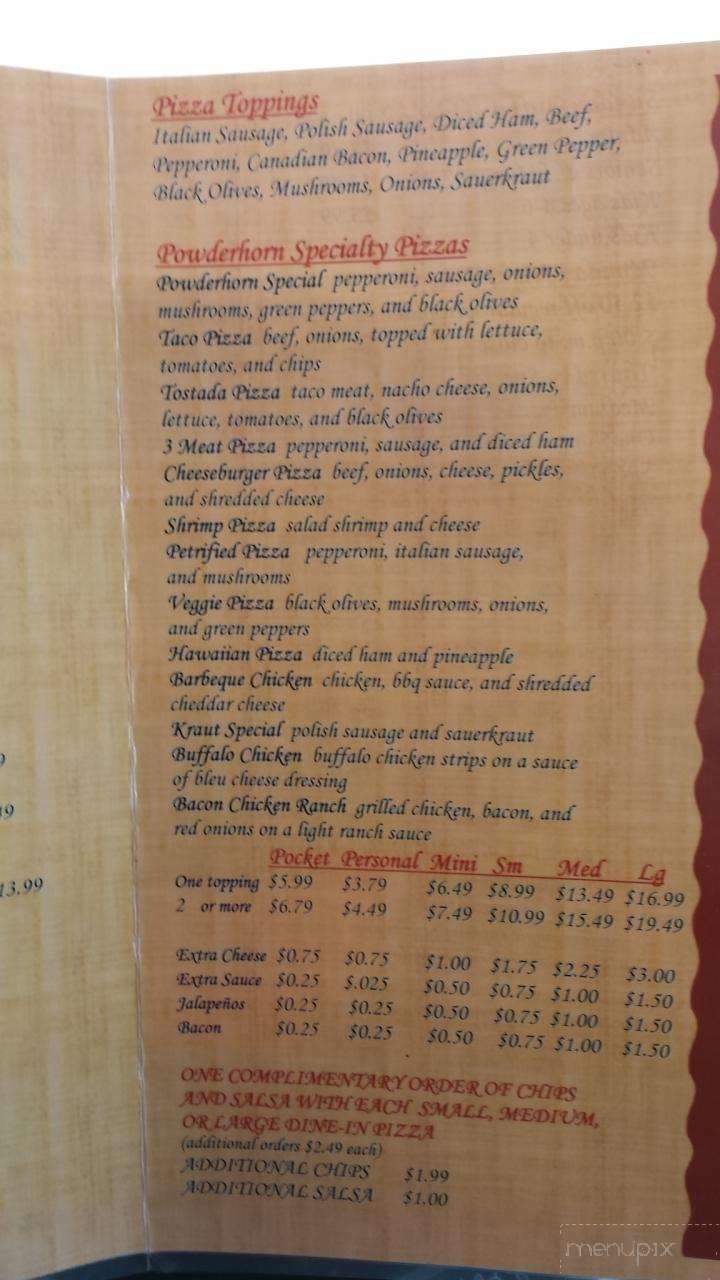 Pizza Toppings
Italian Sausage, Polish Sausage, Diced Ham, Beef,
Pepperoni, Canadian Bacon, Pineapple, Green Pepper,
Black Olives, Mushrooms, Onions, Sauerkraut
Powderhorn Specialty Pizzas
Powderhorn Special pepperoni, sausage, onions,
mushrooms, green peppers, and black olives
Taco Pizza beef, onions, topped with lettuce,
tomatoes, and chips
Tostada Pizza taco meat, nacho cheese, onions,
lettuce, tomatoes, and black olives
3 Meat Pizza pepperoni, sausage, and diced ham
Cheeseburger Pizza beef, onions, cheese, pickles,
and shredded cheese
Shrimp Pizza salad shrimp and cheese
Petrified Pizza pepperoni, italian sausage,
and mushrooms
Veggie Pizza black olives, mushrooms, onions,
and green peppers
Hawaiian Pizza diced ham and pineapple
Barbeque Chicken chicken, bbq sauce, and shredded
cheddar cheese
Kraut Special polish sausage and sauerkraut
Buffalo Chicken buffalo chicken strips on a sauce
of bleu cheese dressing
Bacon Chicken Ranch grilled chicken, bacon, and
red onions on a light ranch sauce
Pocket Personal Mini Sm Med Lg
One topping $5.99 $3.79 $6.49 $8.99 $13.49 $16.99
2 or more $6.79 $4.49 $7.49 $10.99 $15.49 $19.49
Extra Cheese $0.75 $0.75 $1.00 $1.75 $2.25 $3.00
Extra Sauce $0.25 $.025 $0.50 $0.75 $1.00 $1.50
Jalapeños $0.25 $0.25 $0.50 $0.75 $1.00 $1.50
Bacon $0.25 $0.25 $0.50 $0.75 $1.00 $1.50
ONE COMPLIMENTARY ORDER OF CHIPS
AND SALSA WITH EACH SMALL, MEDIUM,
OR LARGE DINE-IN PIZZA
(additional orders $2.49 each)
ADDITIONAL CHIPS $1.99
ADDITIONAL SALSA $1.00
13.99
menupix